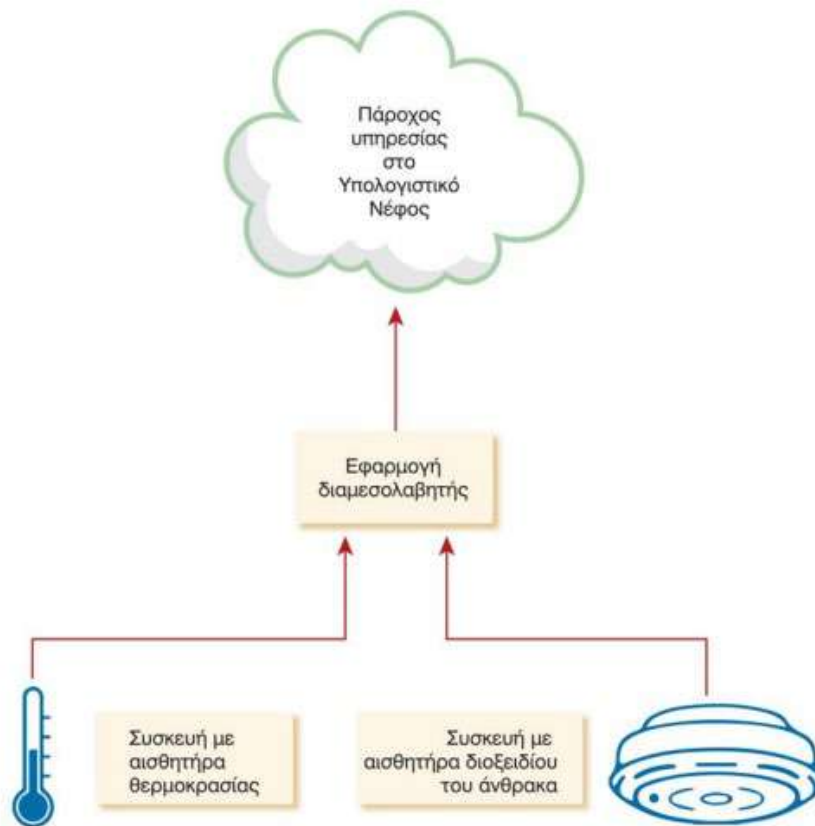 Πάροχος
υπηρεσίας
στο
Υπολογιστικό
Νέφος
Εφαρμογή
διαμεσολαβητής
Συσκευή με
αισθητήρα
θερμοκρασίας
Συσκευή με
αισθητήρα διοξειδίου
του άνθρακα